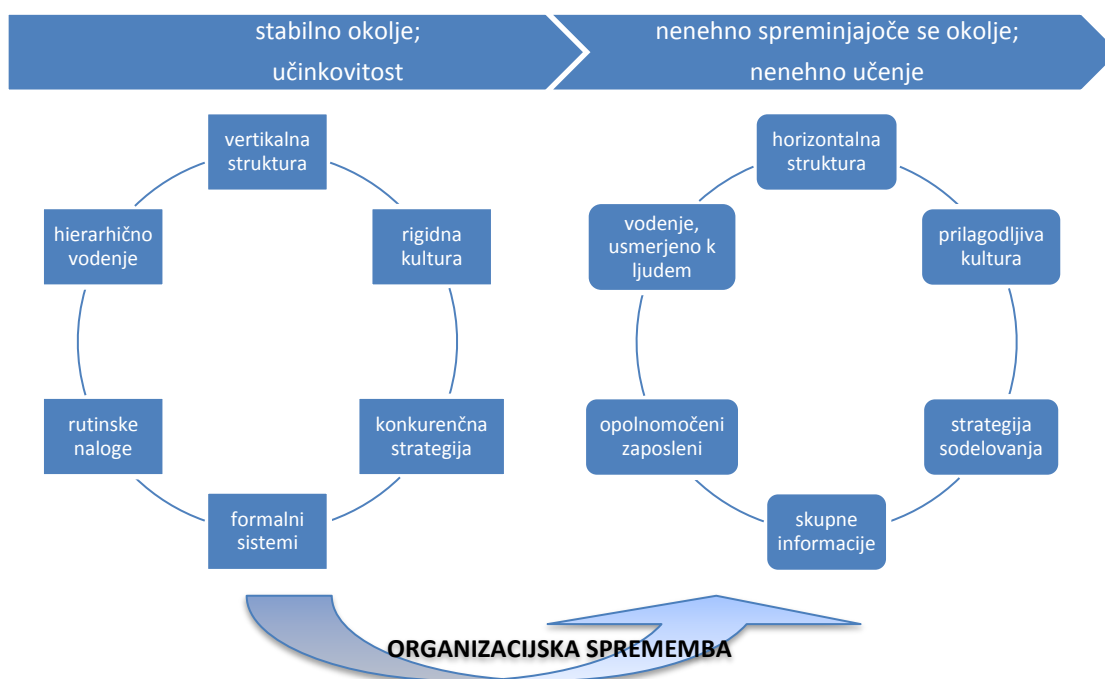 stabilno okolje;
učinkovitost
nenehno spreminjajoče se okolje;
nenehno učenje
vertikalna
struktura
rigidna
kultura
konkurenčna
strategija
formalni
sistemi
rutinske
naloge
hierarhično
vodenje
horizontalna
struktura
prilagodljiva
kultura
strategija
sodelovanja
skupne
informacije
opolnomočeni
zaposleni
vodenje,
usmerjeno k
ljudem
ORGANIZACIJSKA SPREMEMBA